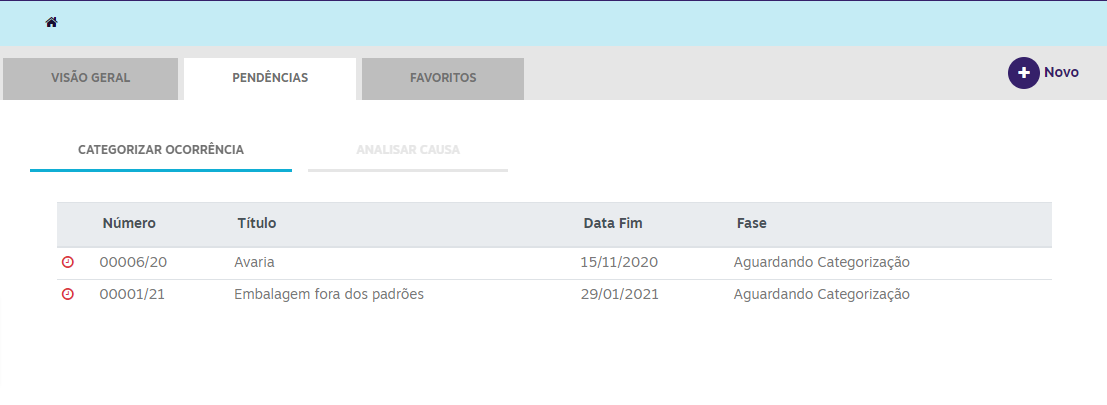 VISÃO GERAL PENDÊNCIAS FAVORITOS Novo
CATEGORIZAR OCORRÊNCIA ANALISAR CAUSA
Número Título Data Fim Fase
00006/20 Avaria 15/11/2020 Aguardando Categorização
00001/21 Embalagem fora dos padrões 29/01/2021 Aguardando Categorização